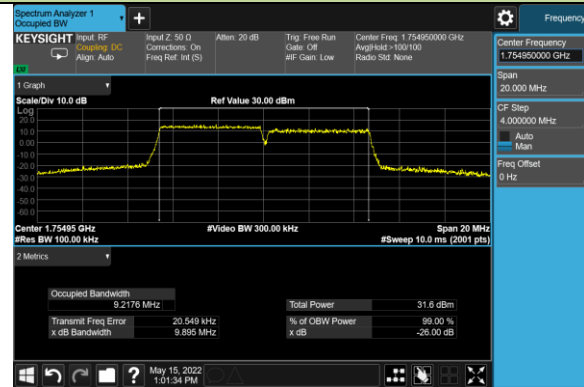 Spectrum Analyzer 1
Occupied BW
Frequency
KEYSIGHT
Input: RF
Coupling: DC
Align: Auto
Input Z: 50 Ω
Corrections: On
Freq Ref: Int (S)
Atten: 20 dB
Trig: Free Run
Gate: Off
#IF Gain: Low
Center Freq: 1.754950000 GHz
Avg|Hold:>100/100
Radio Std: None
LXI
Center Frequency
1.754950000 GHz
Span
20.000 MHz
CF Step
4.000000 MHz
Auto
Man
Freq Offset
0 Hz
1 Graph
Scale/Div 10.0 dB
Ref Value 30.00 dBm
Log
20.0
10.0
0.00
-10.0
-20.0
-30.0
-40.0
-50.0
-60.0
Center 1.75495 GHz
#Video BW 300.00 kHz
Span 20 MHz
#Res BW 100.00 kHz
#Sweep 10.0 ms (2001 pts)
2 Metrics
Occupied Bandwidth
9.2176 MHz
Total Power
31.6 dBm
Transmit Freq Error
20.549 kHz
% of OBW Power
99.00 %
x dB Bandwidth
9.895 MHz
x dB
-26.00 dB
?
May 15, 2022
1:01:34 PM